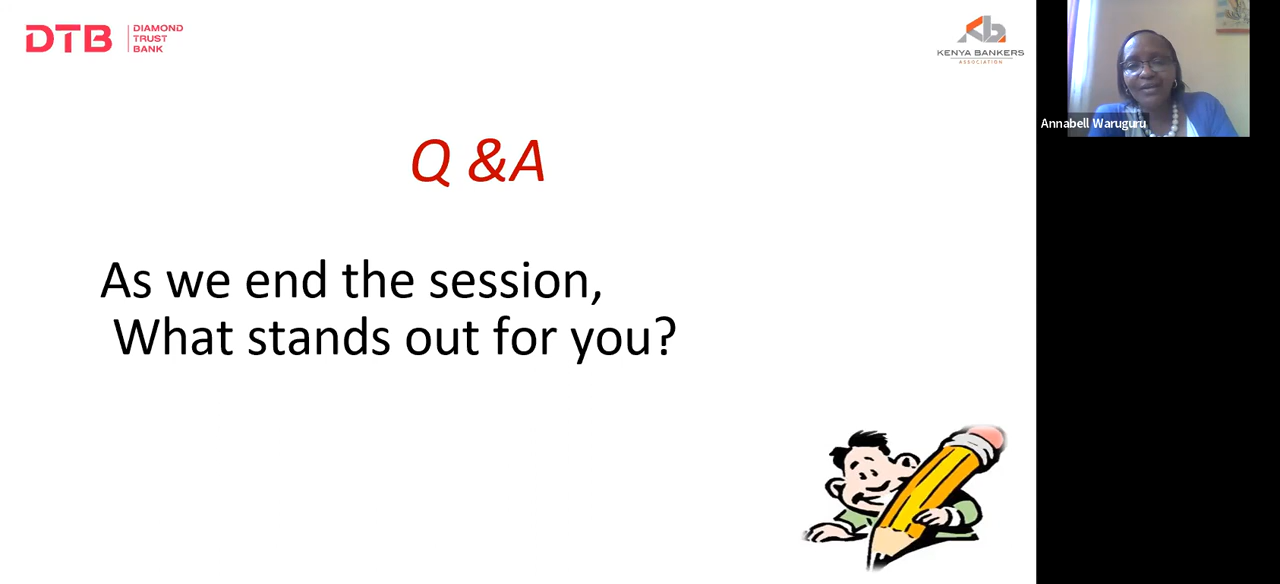 DTB
DIAMOND
TRUST
BANK
kb
KENYA BANKERS
ASSOCIATION
Annabell Waruguru
Q &A
As we end the session,
What stands out for you?